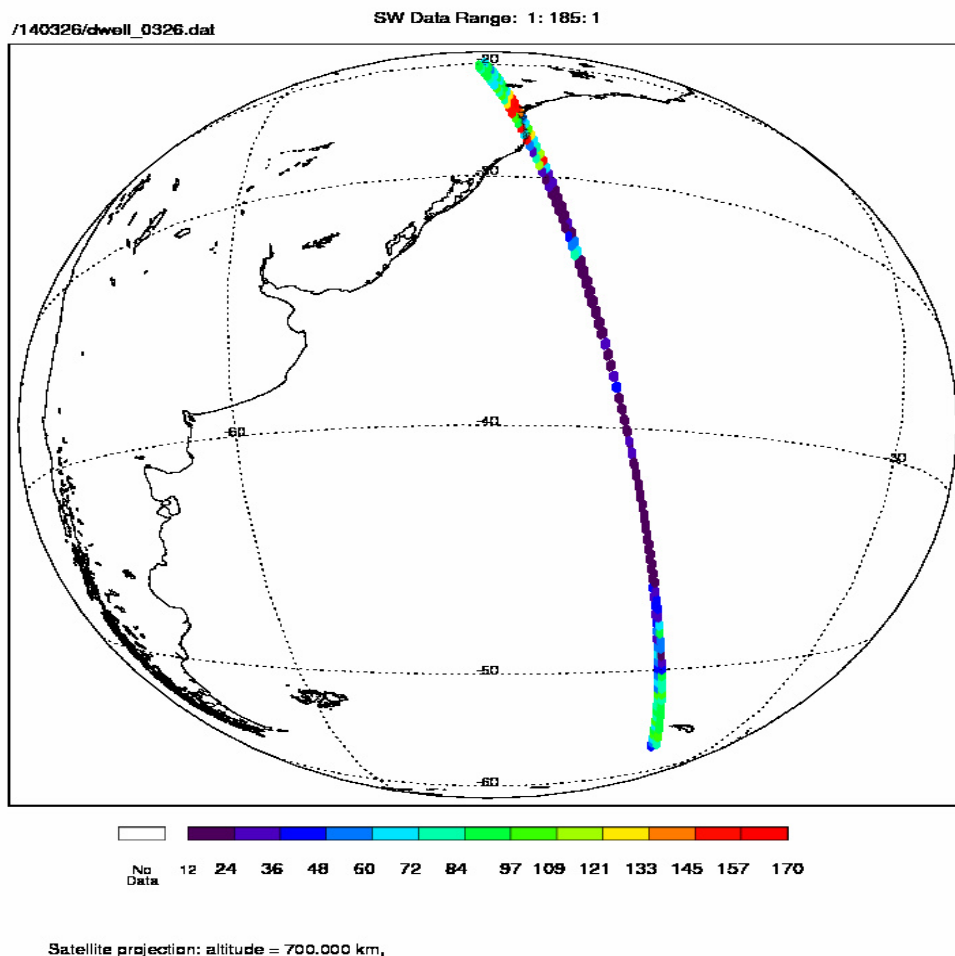 SW Data Range: 1: 185: 1
/140326/dwell_0326.dat
-20
-30
-40
-60
-30
-50
-60
No Data 12 24 36 48 60 72 84 97 109 121 133 145 157 170
Satellite projection: altitude = 700.000 km,